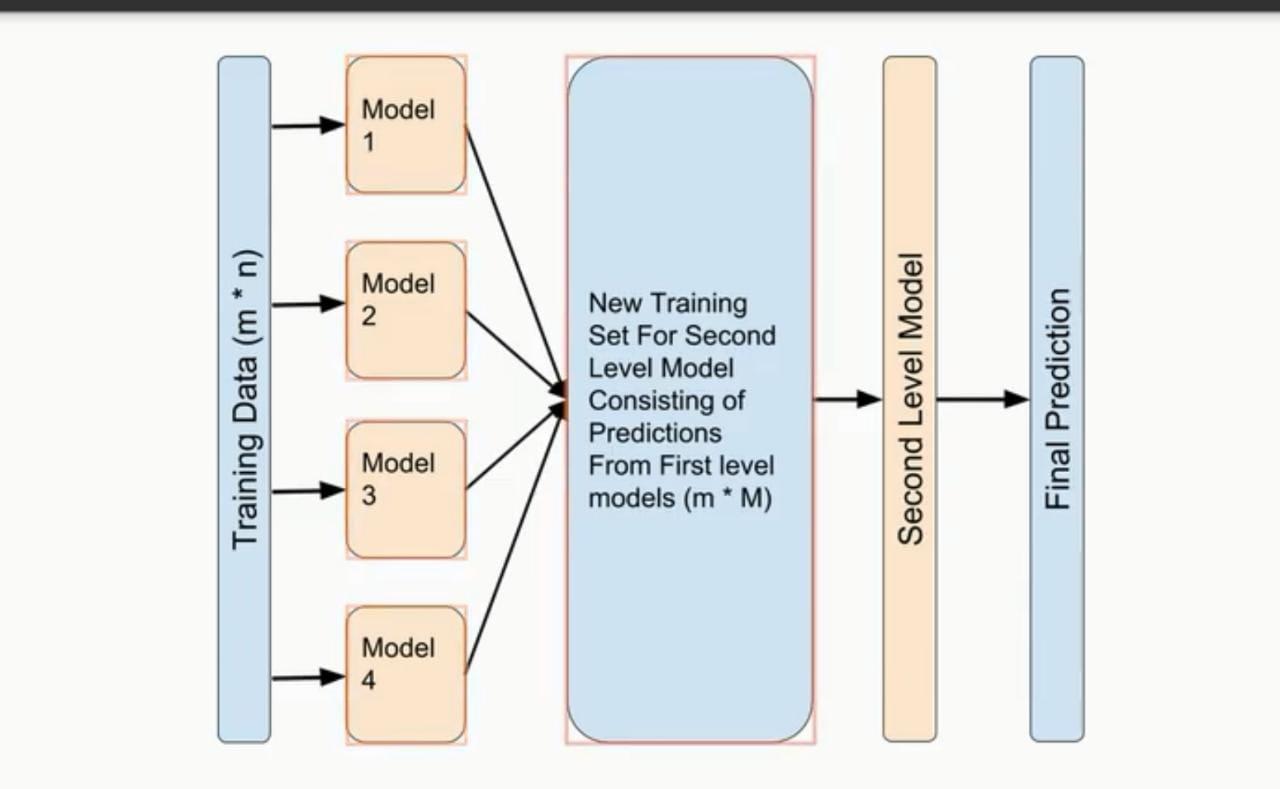 Training Data (m * n)
Model
1
Model
2
Model
3
Model
4
New Training
Set For Second
Level Model
Consisting of
Predictions
From First level
models (m * M)
Second Level Model
Final Prediction